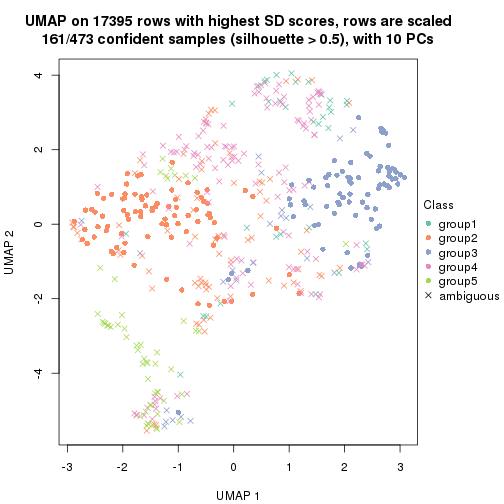 UMAP on 17395 rows with highest SD scores, rows are scaled
161/473 confident samples (silhouette > 0.5), with 10 PCs
4
2
0
-2
-4
UMAP 2
-3
-2
-1
0
1
2
3
UMAP 1
Class
group1
group2
group3
group4
group5
ambiguous